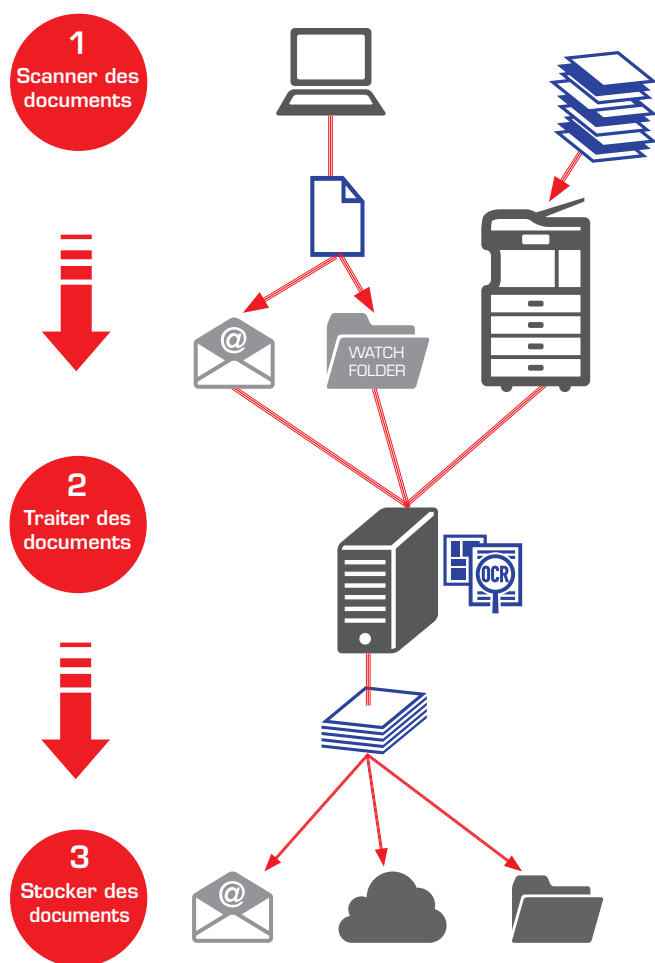 1
Scanner des
documents
@
WATCH
FOLDER
2
Traiter des
documents
OCR
3
Stocker des
documents
@